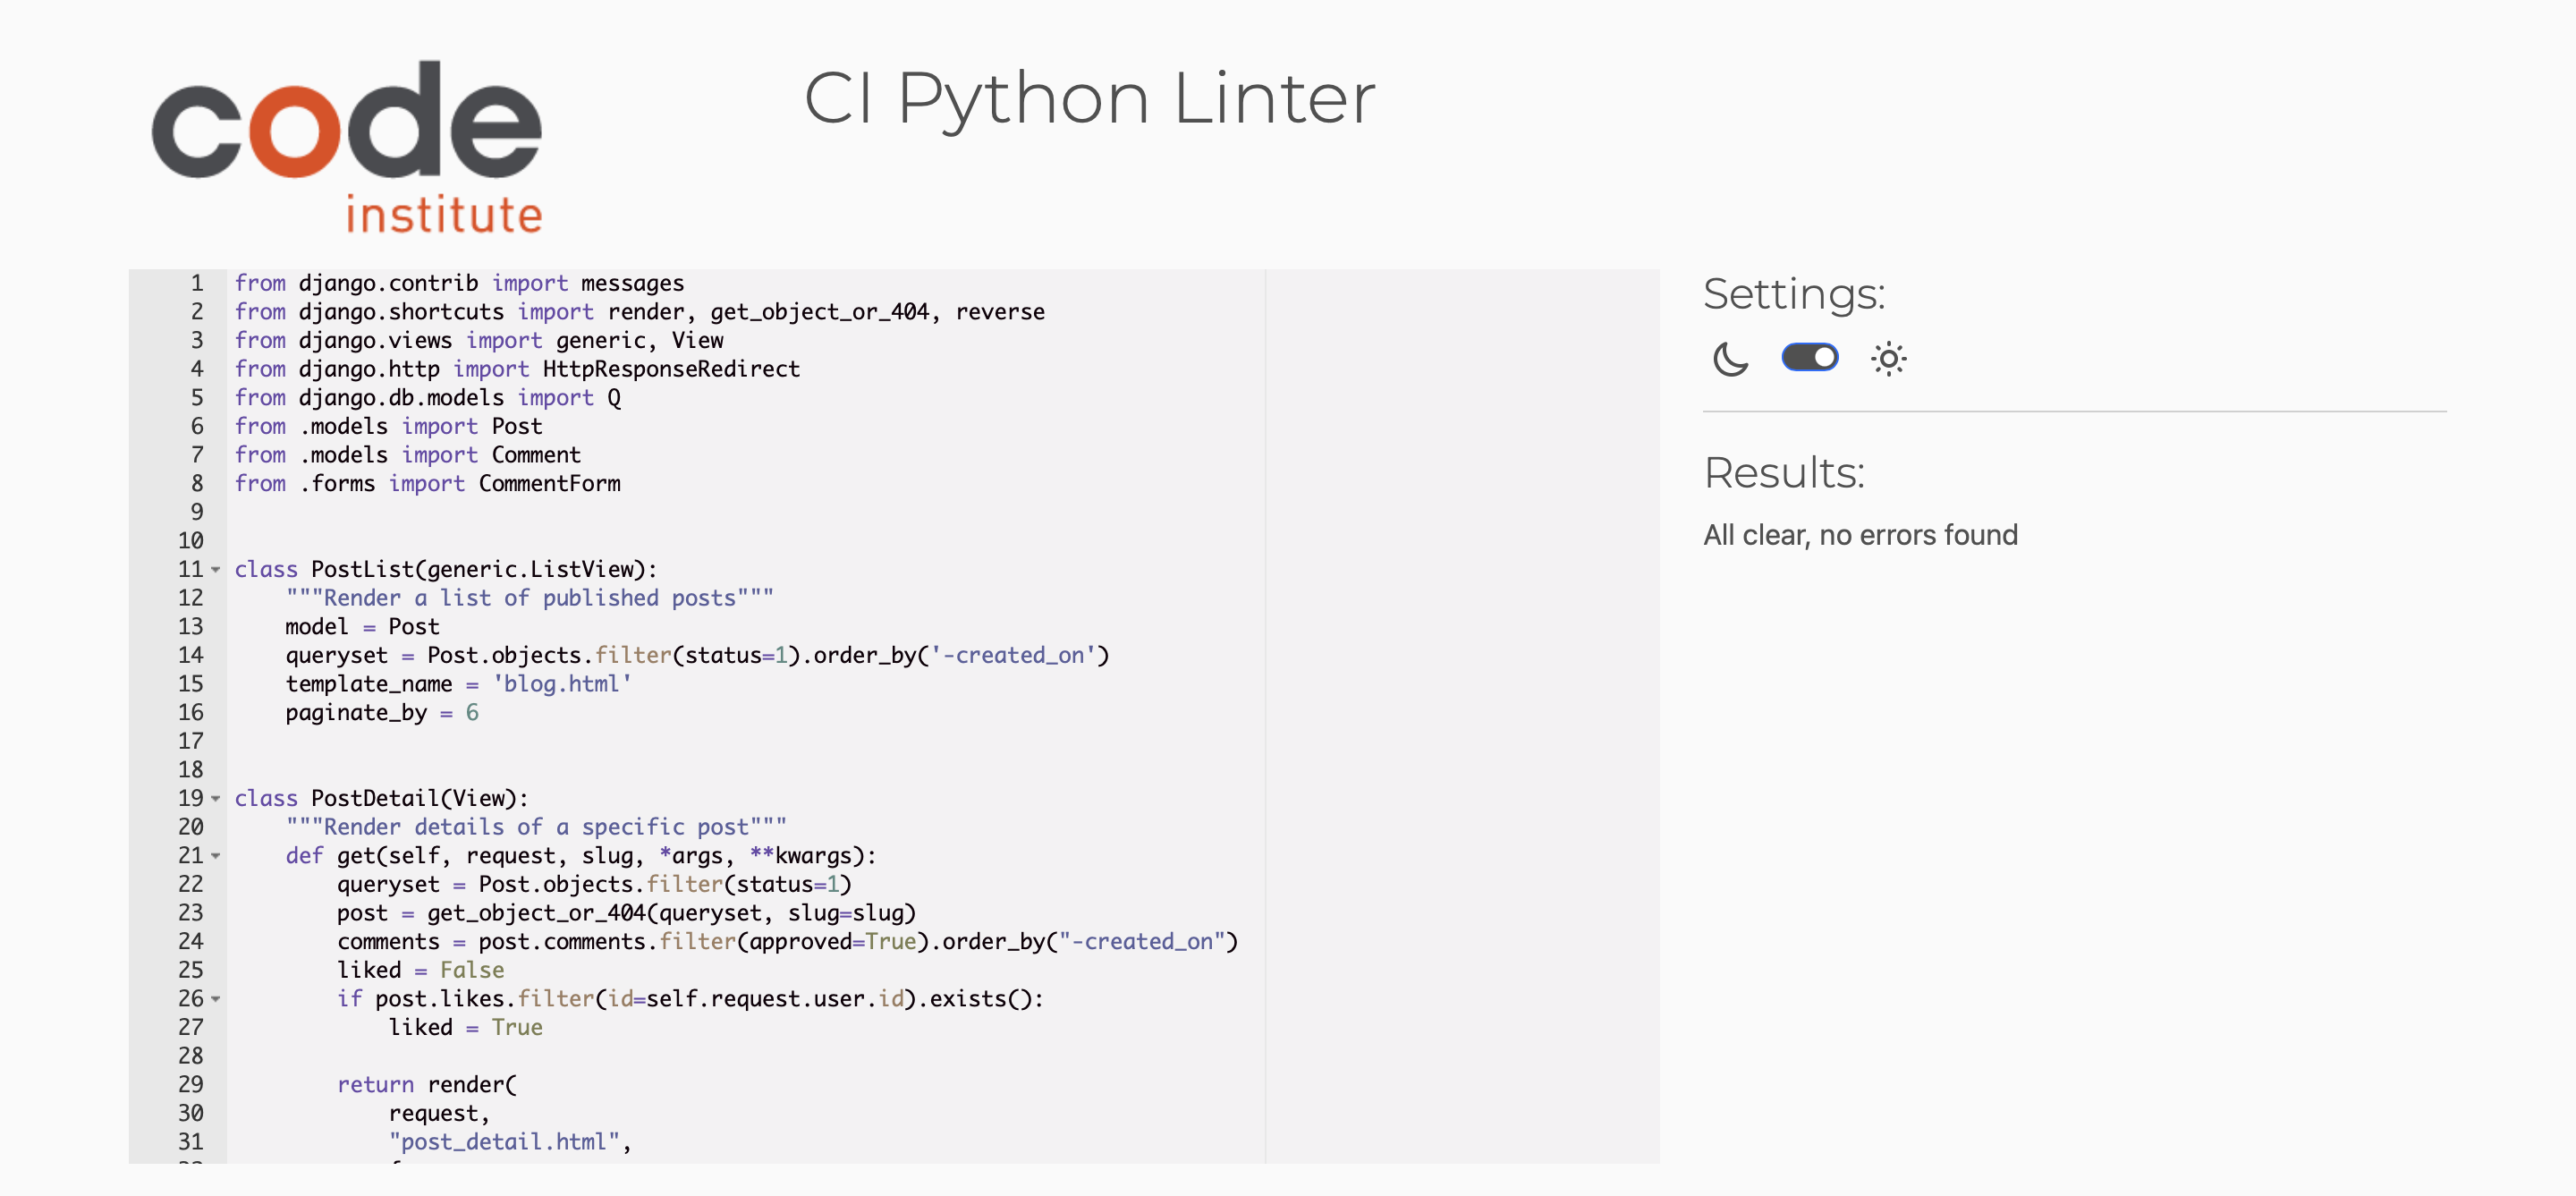 code
institute
CI Python Linter
1 from django.contrib import messages
2 from django.shortcuts import render, get_object_or_404, reverse
3 from django.views import generic, View
4 from django.http import HttpResponseRedirect
5 from django.db.models import Q
6 from .models import Post
7 from .models import Comment
8 from .forms import CommentForm
9
10
11 class PostList(generic.ListView):
12     """Render a list of published posts"""
13     model = Post
14     queryset = Post.objects.filter(status=1).order_by('-created_on')
15     template_name = 'blog.html'
16     paginate_by = 6
17
18
19 class PostDetail(View):
20     """Render details of a specific post"""
21     def get(self, request, slug, *args, **kwargs):
22         queryset = Post.objects.filter(status=1)
23         post = get_object_or_404(queryset, slug=slug)
24         comments = post.comments.filter(approved=True).order_by("-created_on")
25         liked = False
26         if post.likes.filter(id=self.request.user.id).exists():
27             liked = True
28
29         return render(
30             request,
31             "post_detail.html",
Settings:
Results:
All clear, no errors found